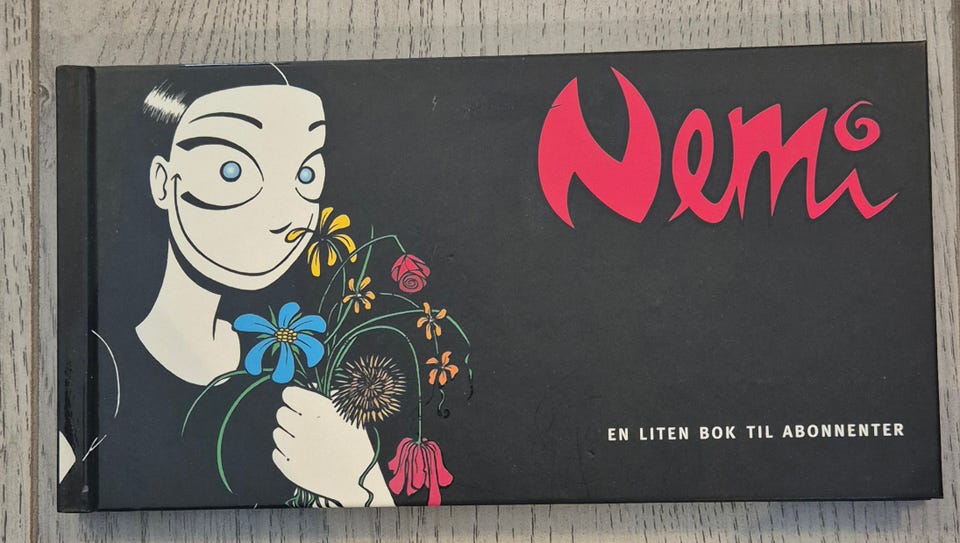 Nemi
EN LITEN BOK TIL ABONNENTER